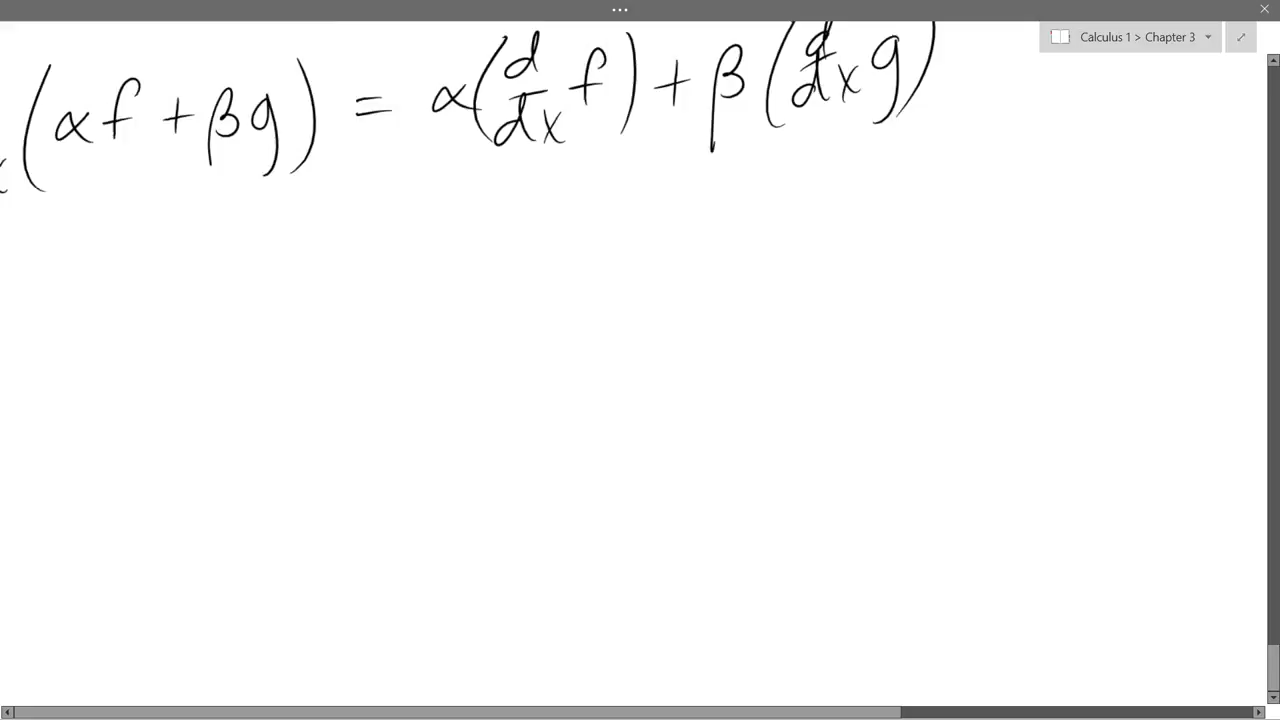 Calculus 1 > Chapter 3
(αf + βg) = α(d/dx f) + β(d/dx g)